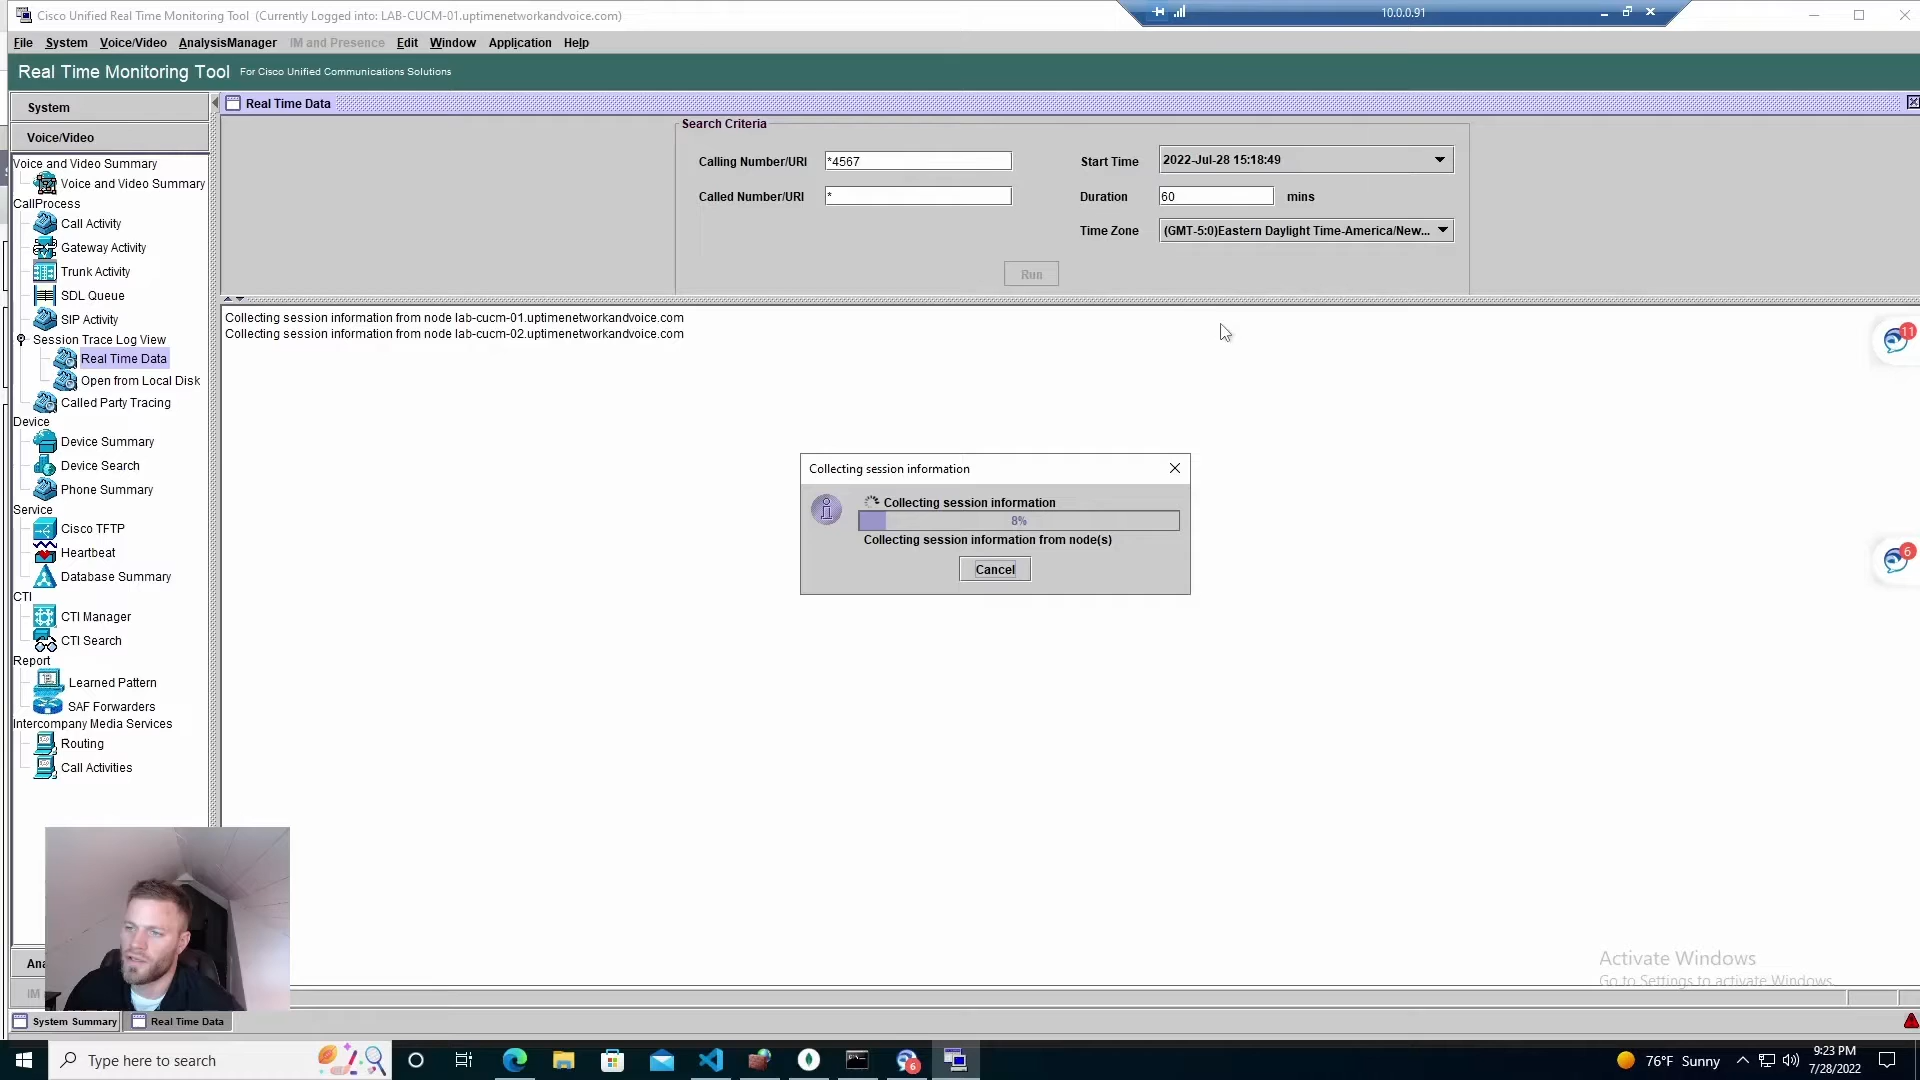 Cisco Unified Real Time Monitoring Tool (Currently Logged into: LAB-CUCM-01.uptimenetworkandvoice.com)
10.0.0.91
File System Voice/Video AnalysisManager IM and Presence Edit Window Application Help
Real Time Monitoring Tool For Cisco Unified Communications Solutions
System
Voice/Video
Voice and Video Summary
Voice and Video Summary
CallProcess
Call Activity
Gateway Activity
Trunk Activity
SDL Queue
SIP Activity
Session Trace Log View
Real Time Data
Open from Local Disk
Called Party Tracing
Device
Device Summary
Device Search
Phone Summary
Service
Cisco TFTP
Heartbeat
Database Summary
CTI
CTI Manager
CTI Search
Report
Learned Pattern
SAF Forwarders
Intercompany Media Services
Routing
Call Activities
Ana
IM
Real Time Data
Search Criteria
Calling Number/URI *4567 Start Time 2022-Jul-28 15:18:49
Called Number/URI * Duration 60 mins
Time Zone (GMT-5:0)Eastern Daylight Time-America/New...
Run
Collecting session information from node lab-cucm-01.uptimenetworkandvoice.com
Collecting session information from node lab-cucm-02.uptimenetworkandvoice.com
11
6
Collecting session information
Collecting session information
8%
Collecting session information from node(s)
Cancel
Activate Windows
Go to Settings to activate Windows.
System Summary Real Time Data
Type here to search
6
76°F Sunny
9:23 PM
7/28/2022